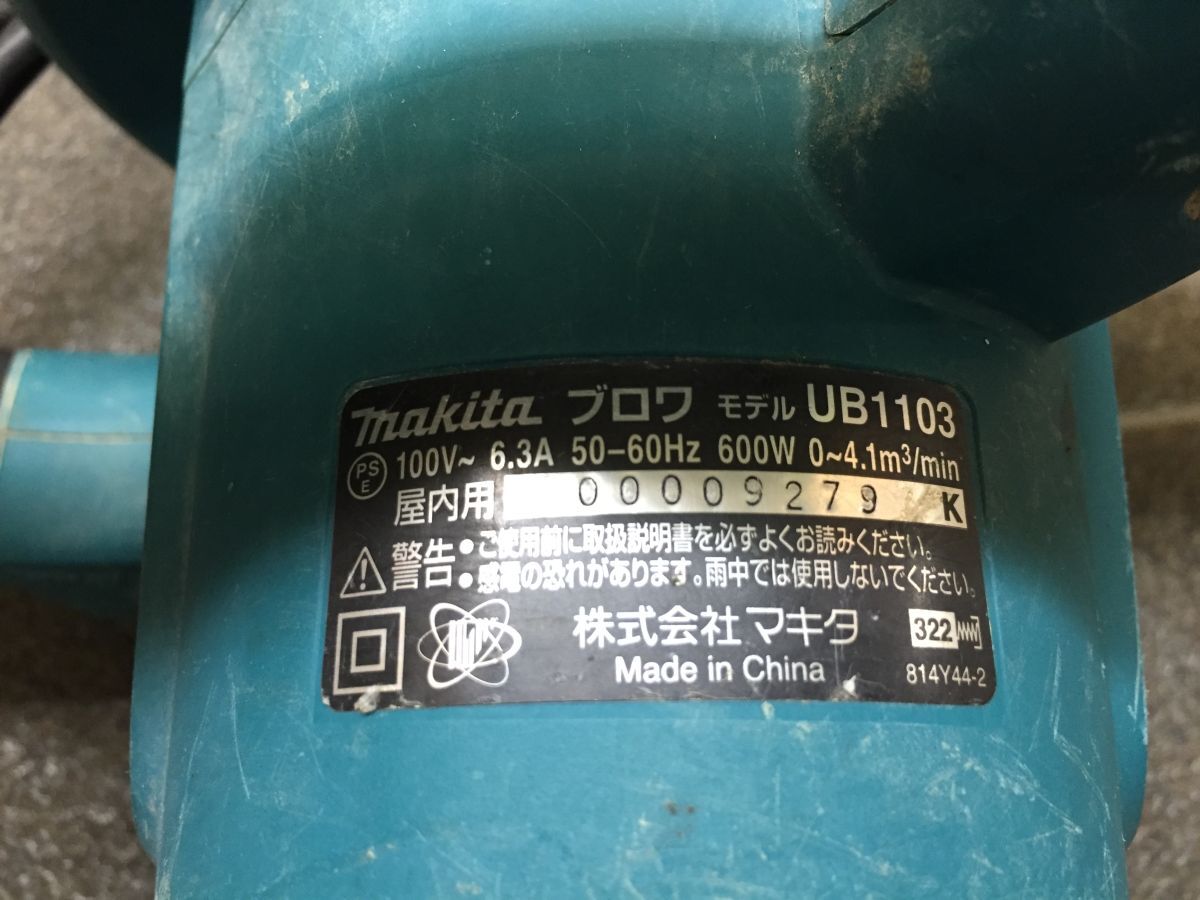 makita ブロワ モデル UB1103
PS E 100V~ 6.3A 50-60Hz 600W 0~4.1m³/min
屋内用 00009279 K
警告 • ご使用前に取扱説明書を必ずよくお読みください。
• 感電の恐れがあります。雨中では使用しないでください。
株式会社マキタ 322
Made in China 814Y44-2